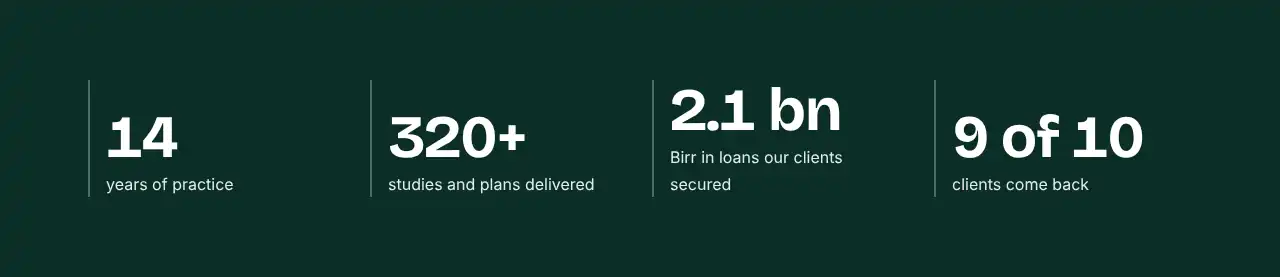 14
years of practice
320+
studies and plans delivered
2.1 bn
Birr in loans our clients
secured
9 of 10
clients come back